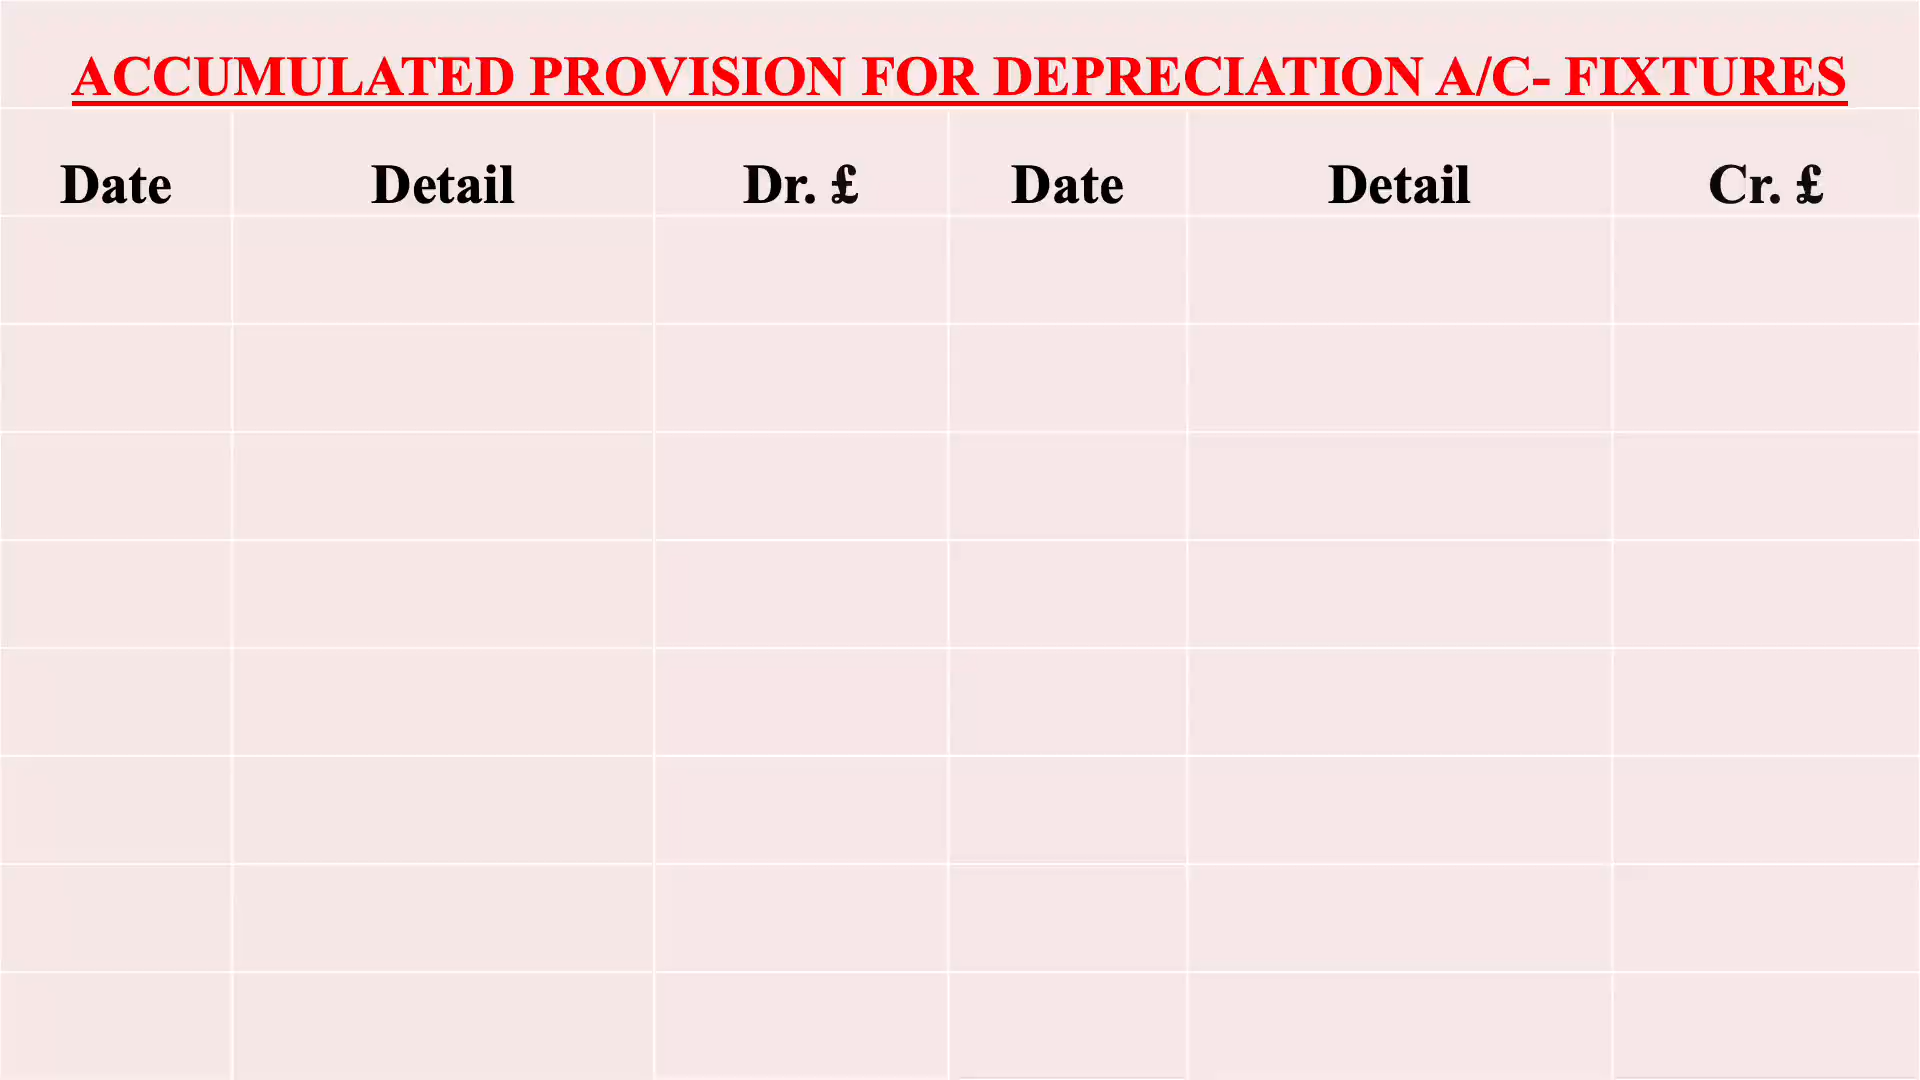 ACCUMULATED PROVISION FOR DEPRECIATION A/C- FIXTURES
Date Detail Dr. £ Date Detail Cr. £